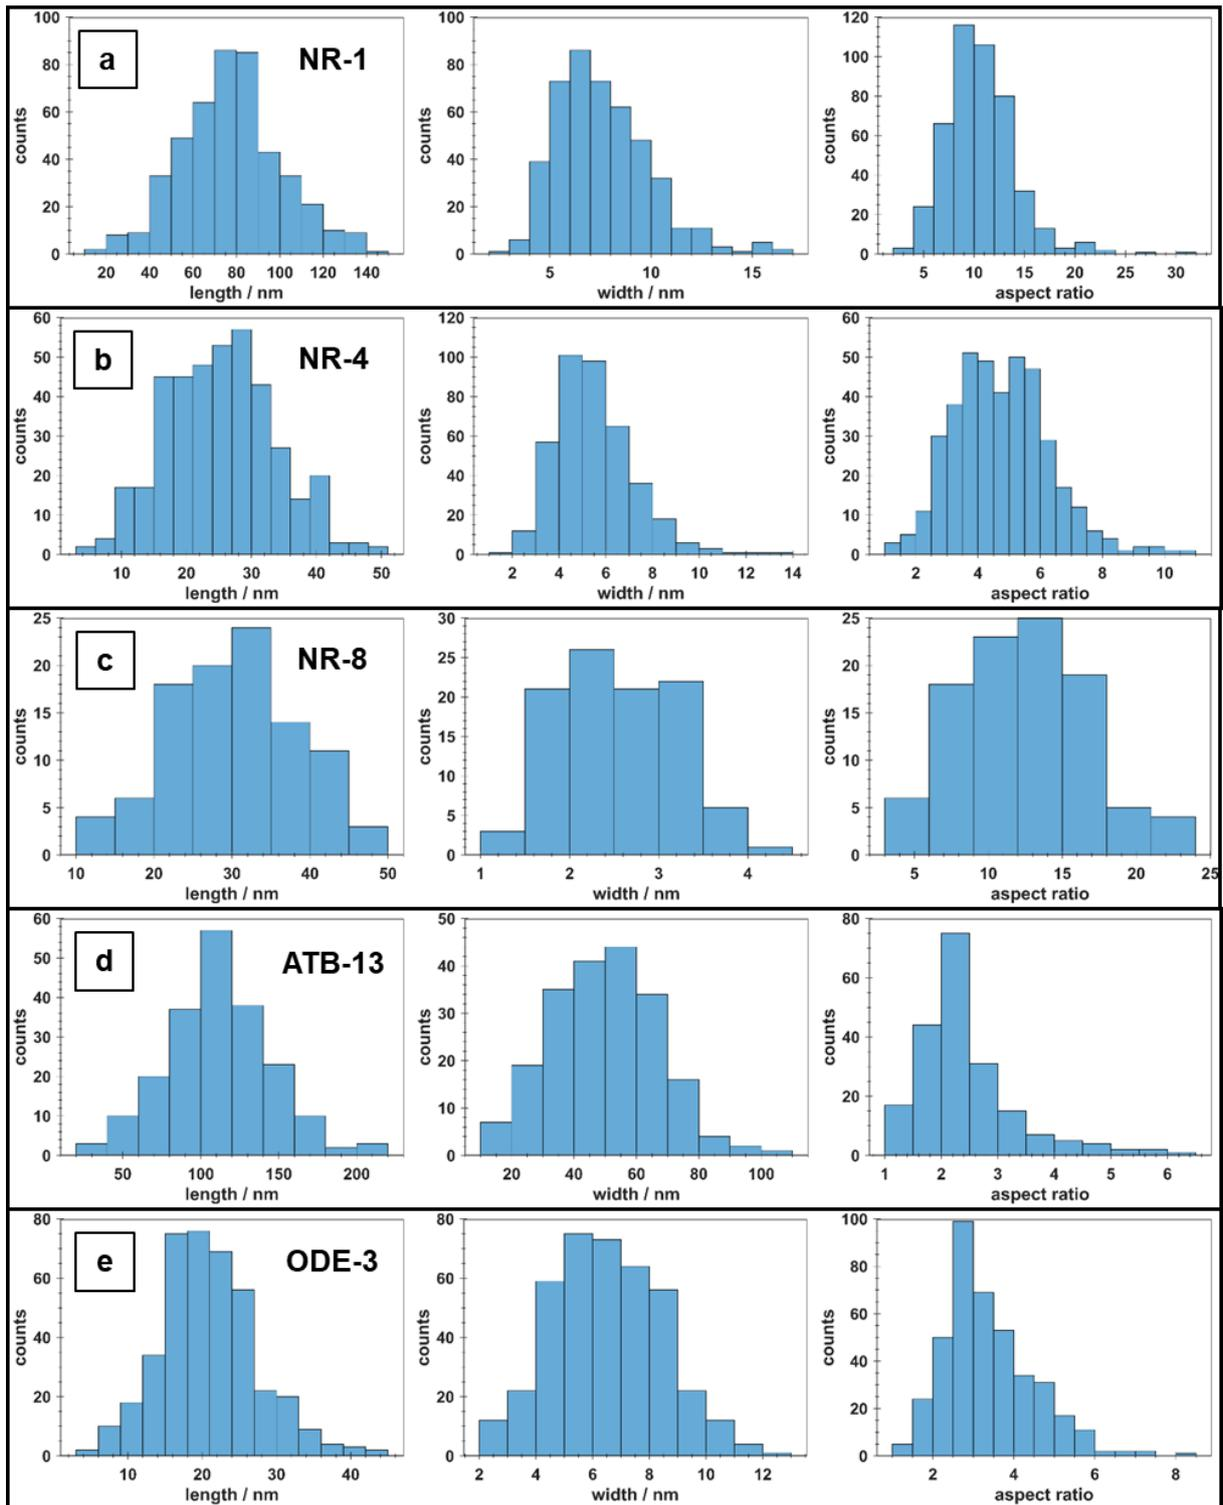 a
NR-1
counts
100
80
60
40
20
0
20 40 60 80 100 120 140
length / nm
counts
100
80
60
40
20
0
5 10 15
width / nm
counts
120
100
80
60
40
20
0
5 10 15 20 25 30
aspect ratio
b
NR-4
counts
60
50
40
30
20
10
0
10 20 30 40 50
length / nm
counts
120
100
80
60
40
20
0
2 4 6 8 10 12 14
width / nm
counts
60
50
40
30
20
10
0
2 4 6 8 10
aspect ratio
c
NR-8
counts
25
20
15
10
5
0
10 20 30 40 50
length / nm
counts
30
25
20
15
10
5
0
1 2 3 4
width / nm
counts
25
20
15
10
5
0
5 10 15 20 25
aspect ratio
d
ATB-13
counts
60
50
40
30
20
10
0
50 100 150 200
length / nm
counts
50
40
30
20
10
0
20 40 60 80 100
width / nm
counts
80
60
40
20
0
1 2 3 4 5 6
aspect ratio
e
ODE-3
counts
80
60
40
20
0
10 20 30 40
length / nm
counts
80
60
40
20
0
2 4 6 8 10 12
width / nm
counts
100
80
60
40
20
0
2 4 6 8
aspect ratio